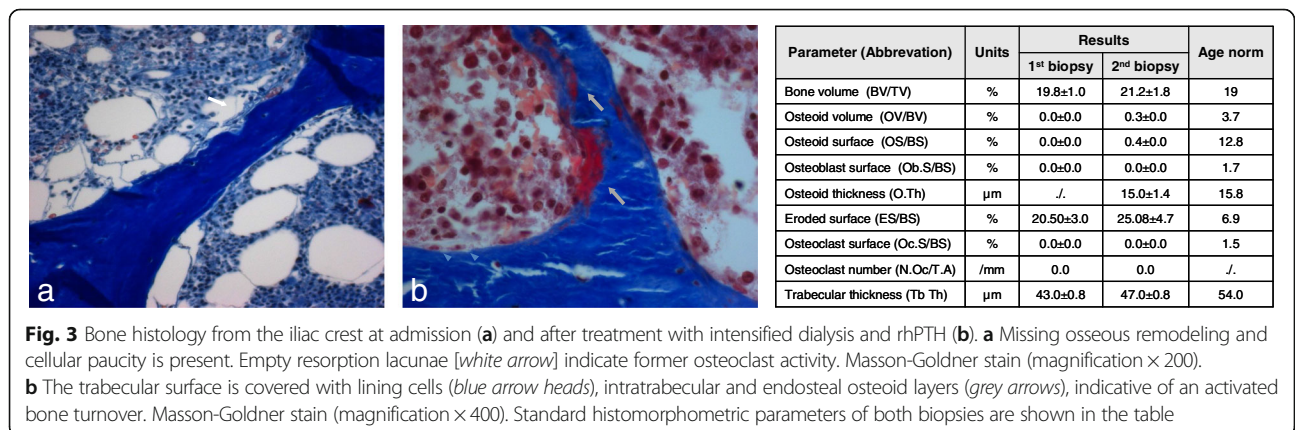 a
b
Parameter (Abbrevation) Units Results Age norm
1st biopsy 2nd biopsy
Bone volume (BV/TV) % 19.8±1.0 21.2±1.8 19
Osteoid volume (OV/BV) % 0.0±0.0 0.3±0.0 3.7
Osteoid surface (OS/BS) % 0.0±0.0 0.4±0.0 12.8
Osteoblast surface (Ob.S/BS) % 0.0±0.0 0.0±0.0 1.7
Osteoid thickness (O.Th) µm ./. 15.0±1.4 15.8
Eroded surface (ES/BS) % 20.50±3.0 25.08±4.7 6.9
Osteoclast surface (Oc.S/BS) % 0.0±0.0 0.0±0.0 1.5
Osteoclast number (N.Oc/T.A) /mm 0.0 0.0 ./.
Trabecular thickness (Tb Th) µm 43.0±0.8 47.0±0.8 54.0
Fig. 3 Bone histology from the iliac crest at admission (a) and after treatment with intensified dialysis and rhPTH (b). a Missing osseous remodeling and
cellular paucity is present. Empty resorption lacunae [white arrow] indicate former osteoclast activity. Masson-Goldner stain (magnification × 200).
b The trabecular surface is covered with lining cells (blue arrow heads), intratrabecular and endosteal osteoid layers (grey arrows), indicative of an activated
bone turnover. Masson-Goldner stain (magnification × 400). Standard histomorphometric parameters of both biopsies are shown in the table